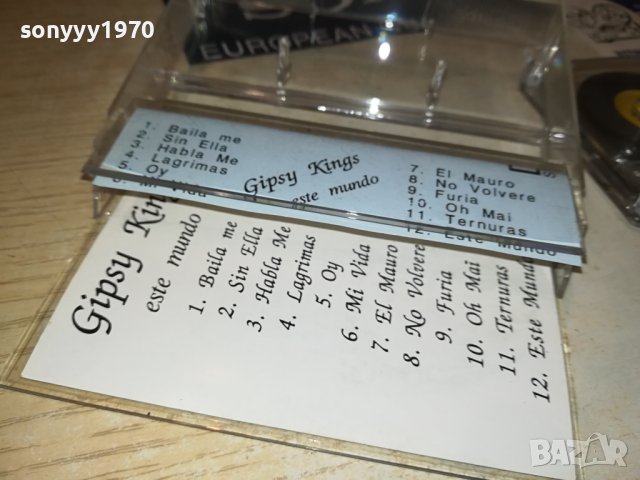 sonyyy1970
EUROPEAN
1. Baila me
2. Sin Ella
3. Habla Me
4. Lagrimas
5. Oy
6. Mi Vida
Gipsy Kings
este mundo
7. El Mauro
8. No Volvere
9. Furia
10. Oh Mai
11. Ternuras
12. Este Mundo
Gipsy Kings
este mundo
1. Baila me
2. Sin Ella
3. Habla Me
4. Lagrimas
5. Oy
6. Mi Vida
7. El Mauro
8. No Volvere
9. Furia
10. Oh Mai
11. Ternuras
12. Este Mundo
BAZAR